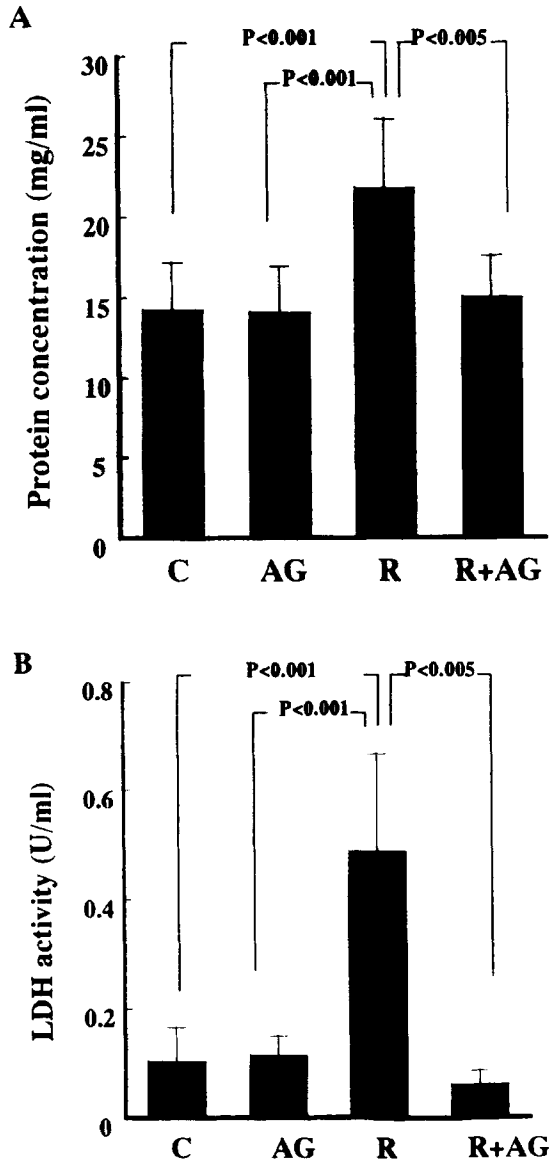 A
P<0.001
P<0.005
P<0.001
Protein concentration (mg/ml)
30
25
20
15
10
5
0
C AG R R+AG
B
P<0.001
P<0.005
P<0.001
LDH activity (U/ml)
0.8
0.6
0.4
0.2
0
C AG R R+AG